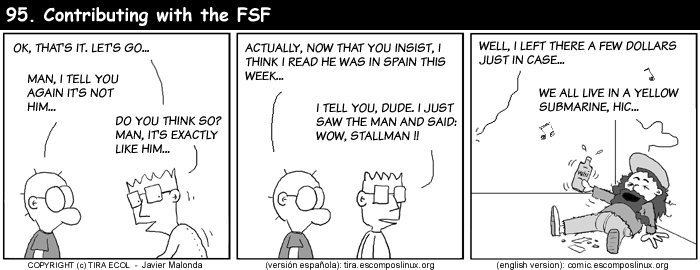 95. Contributing with the FSF
OK, THAT'S IT. LET'S GO...
MAN, I TELL YOU
AGAIN IT'S NOT
HIM...
DO YOU THINK SO?
MAN, IT'S EXACTLY
LIKE HIM...
ACTUALLY, NOW THAT YOU INSIST, I
THINK I READ HE WAS IN SPAIN THIS
WEEK...
I TELL YOU, DUDE. I JUST
SAW THE MAN AND SAID:
WOW, STALLMAN !!
WELL, I LEFT THERE A FEW DOLLARS
JUST IN CASE...
WE ALL LIVE IN A YELLOW
SUBMARINE, HIC...
COPYRIGHT (c) TIRA ECOL - Javier Malonda
(versión española): tira.escomposlinux.org
(english version): comic.escomposlinux.org